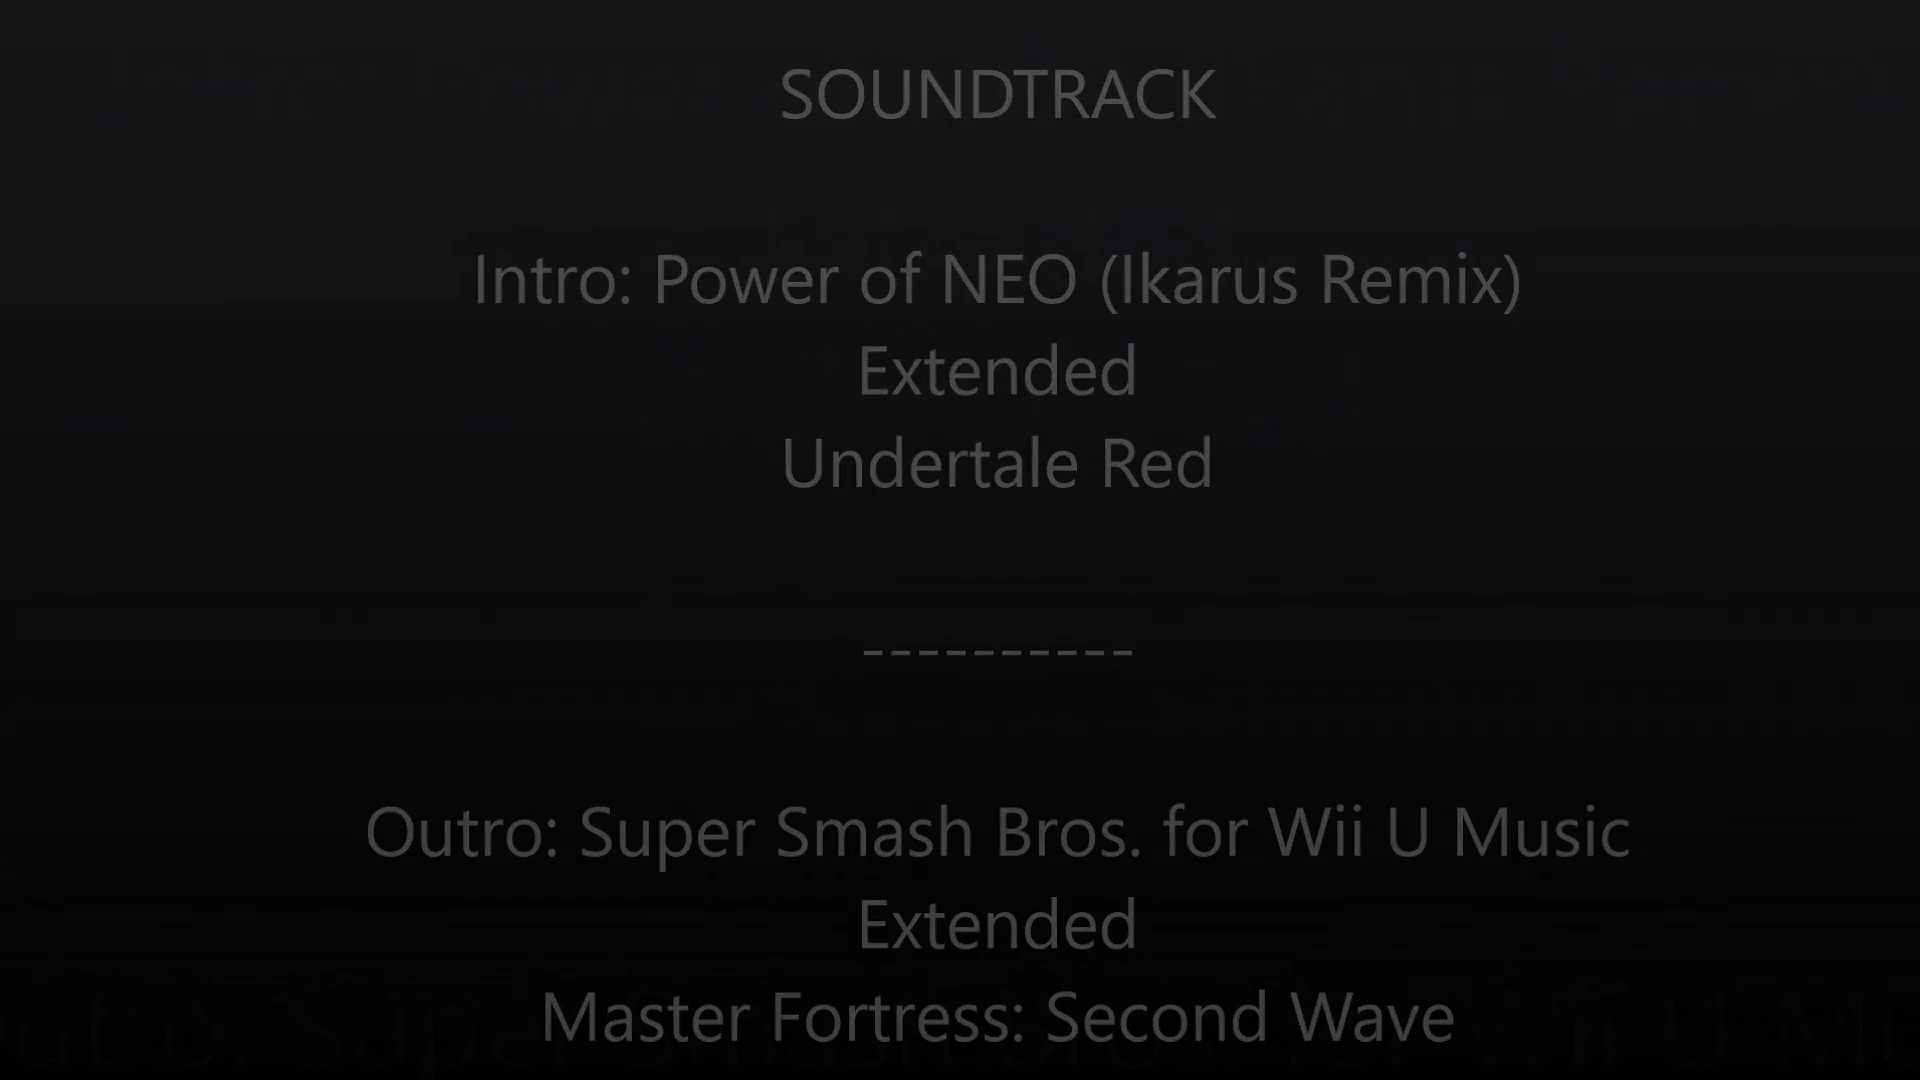 SOUNDTRACK
Intro: Power of NEO (Ikarus Remix)
Extended
Undertale Red
----------
Outro: Super Smash Bros. for Wii U Music
Extended
Master Fortress: Second Wave